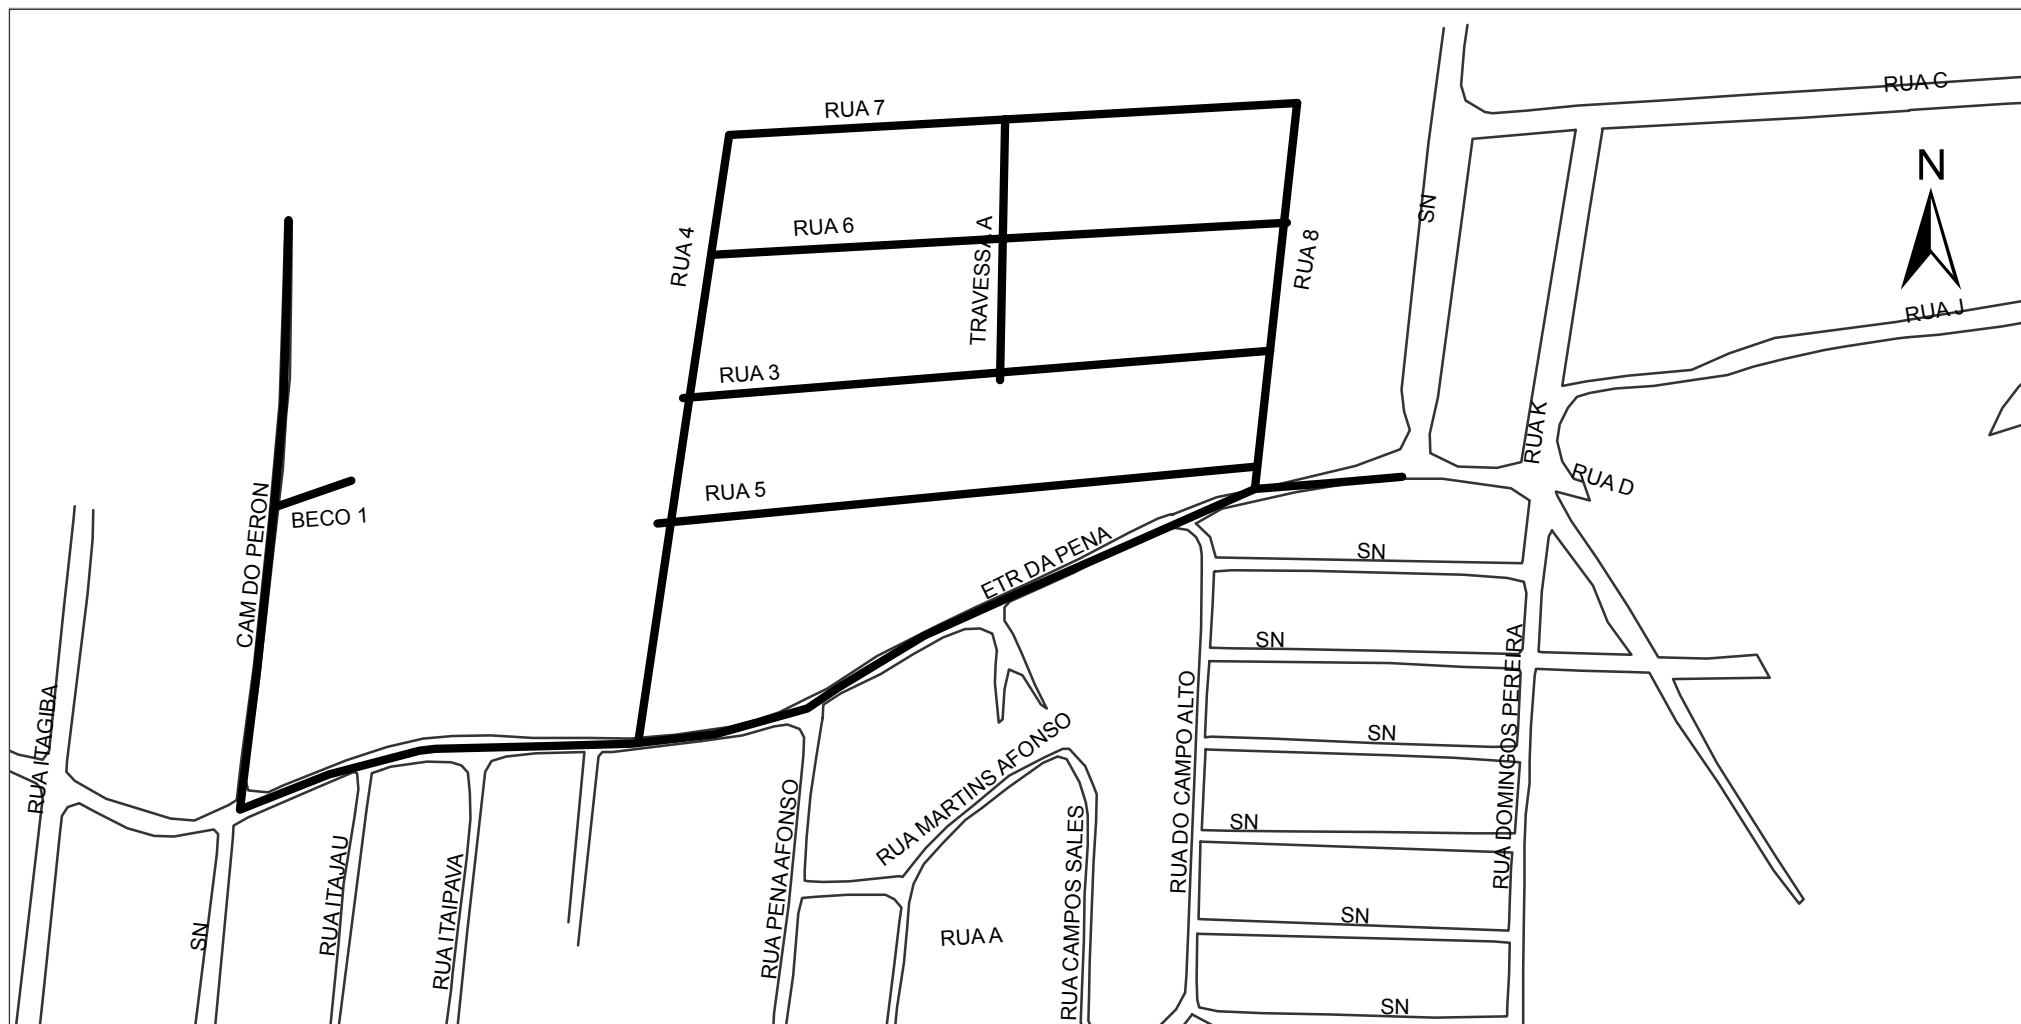 RUA C
RUA 7
N
SN
RUA 6
RUA 4
TRAVESSA A
RUA 8
RUA J
RUA 3
RUA K
RUA D
RUA 5
BECO 1
CAM DO PERON
ETR DA PENA
SN
SN
RUA ITAGIBA
RUA DO CAMPO ALTO
RUA DOMINGOS PEREIRA
SN
RUA MARTINS AFONSO
SN
RUA PENA AFONSO
RUA CAMPOS SALES
RUA ITAJAU
RUA ITAIPAVA
SN
SN
RUA A
SN